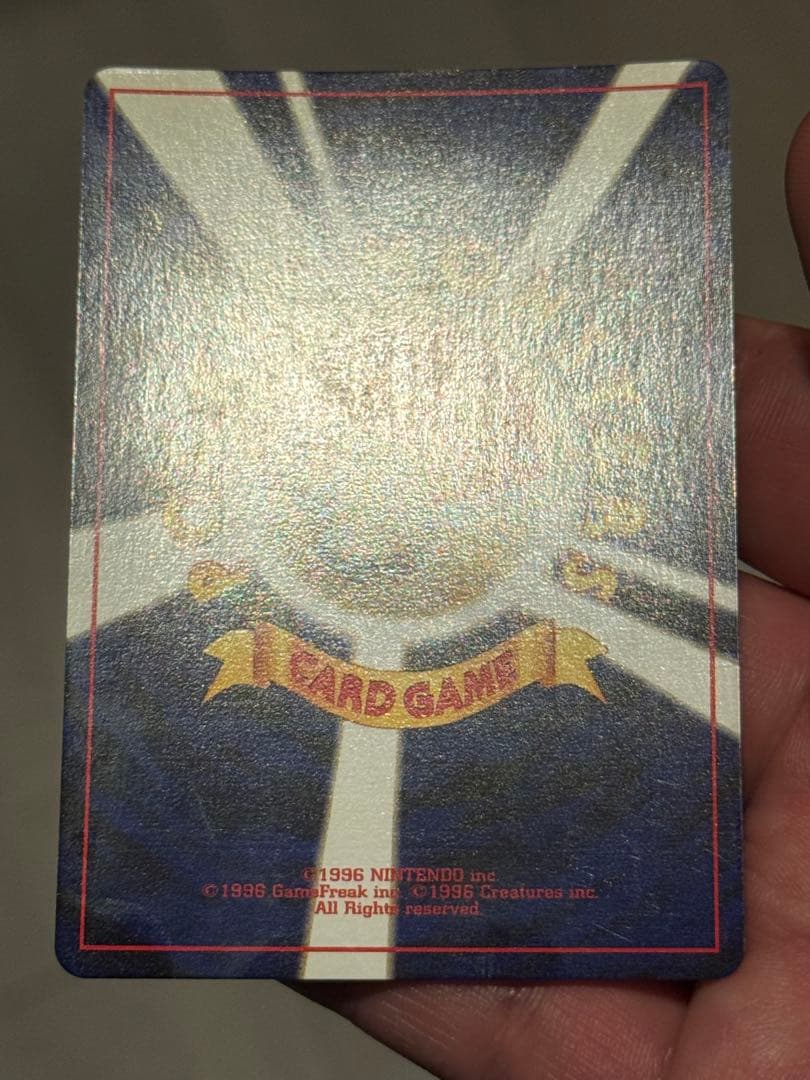 CARD GAME
©1996 NINTENDO inc.
©1996 GameFreak inc. ©1996 Creatures inc.
All Rights reserved.